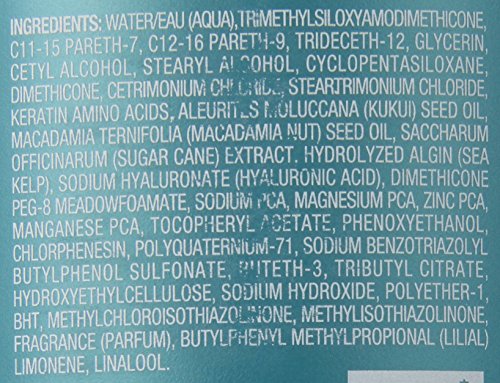 INGREDIENTS: WATER/EAU (AQUA),TRIMETHYLSILOXYAMODIMETHICONE,
C11-15 PARETH-7, C12-16 PARETH-9, TRIDECETH-12, GLYCERIN,
CETYL ALCOHOL, STEARYL ALCOHOL, CYCLOPENTASILOXANE,
DIMETHICONE, CETRIMONIUM CHLORIDE, STEARTRIMONIUM CHLORIDE,
KERATIN AMINO ACIDS, ALEURITES MOLUCCANA (KUKUI) SEED OIL,
MACADAMIA TERNIFOLIA (MACADAMIA NUT) SEED OIL, SACCHARUM
OFFICINARUM (SUGAR CANE) EXTRACT. HYDROLYZED ALGIN (SEA
KELP), SODIUM HYALURONATE (HYALURONIC ACID), DIMETHICONE
PEG-8 MEADOWFOAMATE, SODIUM PCA, MAGNESIUM PCA, ZINC PCA,
MANGANESE PCA, TOCOPHERYL ACETATE, PHENOXYETHANOL,
CHLORPHENESIN, POLYQUATERNIUM-71, SODIUM BENZOTRIAZOLYL
BUTYLPHENOL SULFONATE, BUTETH-3, TRIBUTYL CITRATE,
HYDROXYETHYLCELLULOSE, SODIUM HYDROXIDE, POLYETHER-1,
BHT, METHYLCHLOROISOTHIAZOLINONE, METHYLISOTHIAZOLINONE,
FRAGRANCE (PARFUM), BUTYLPHENYL METHYLPROPIONAL (LILIAL)
LIMONENE, LINALOOL.